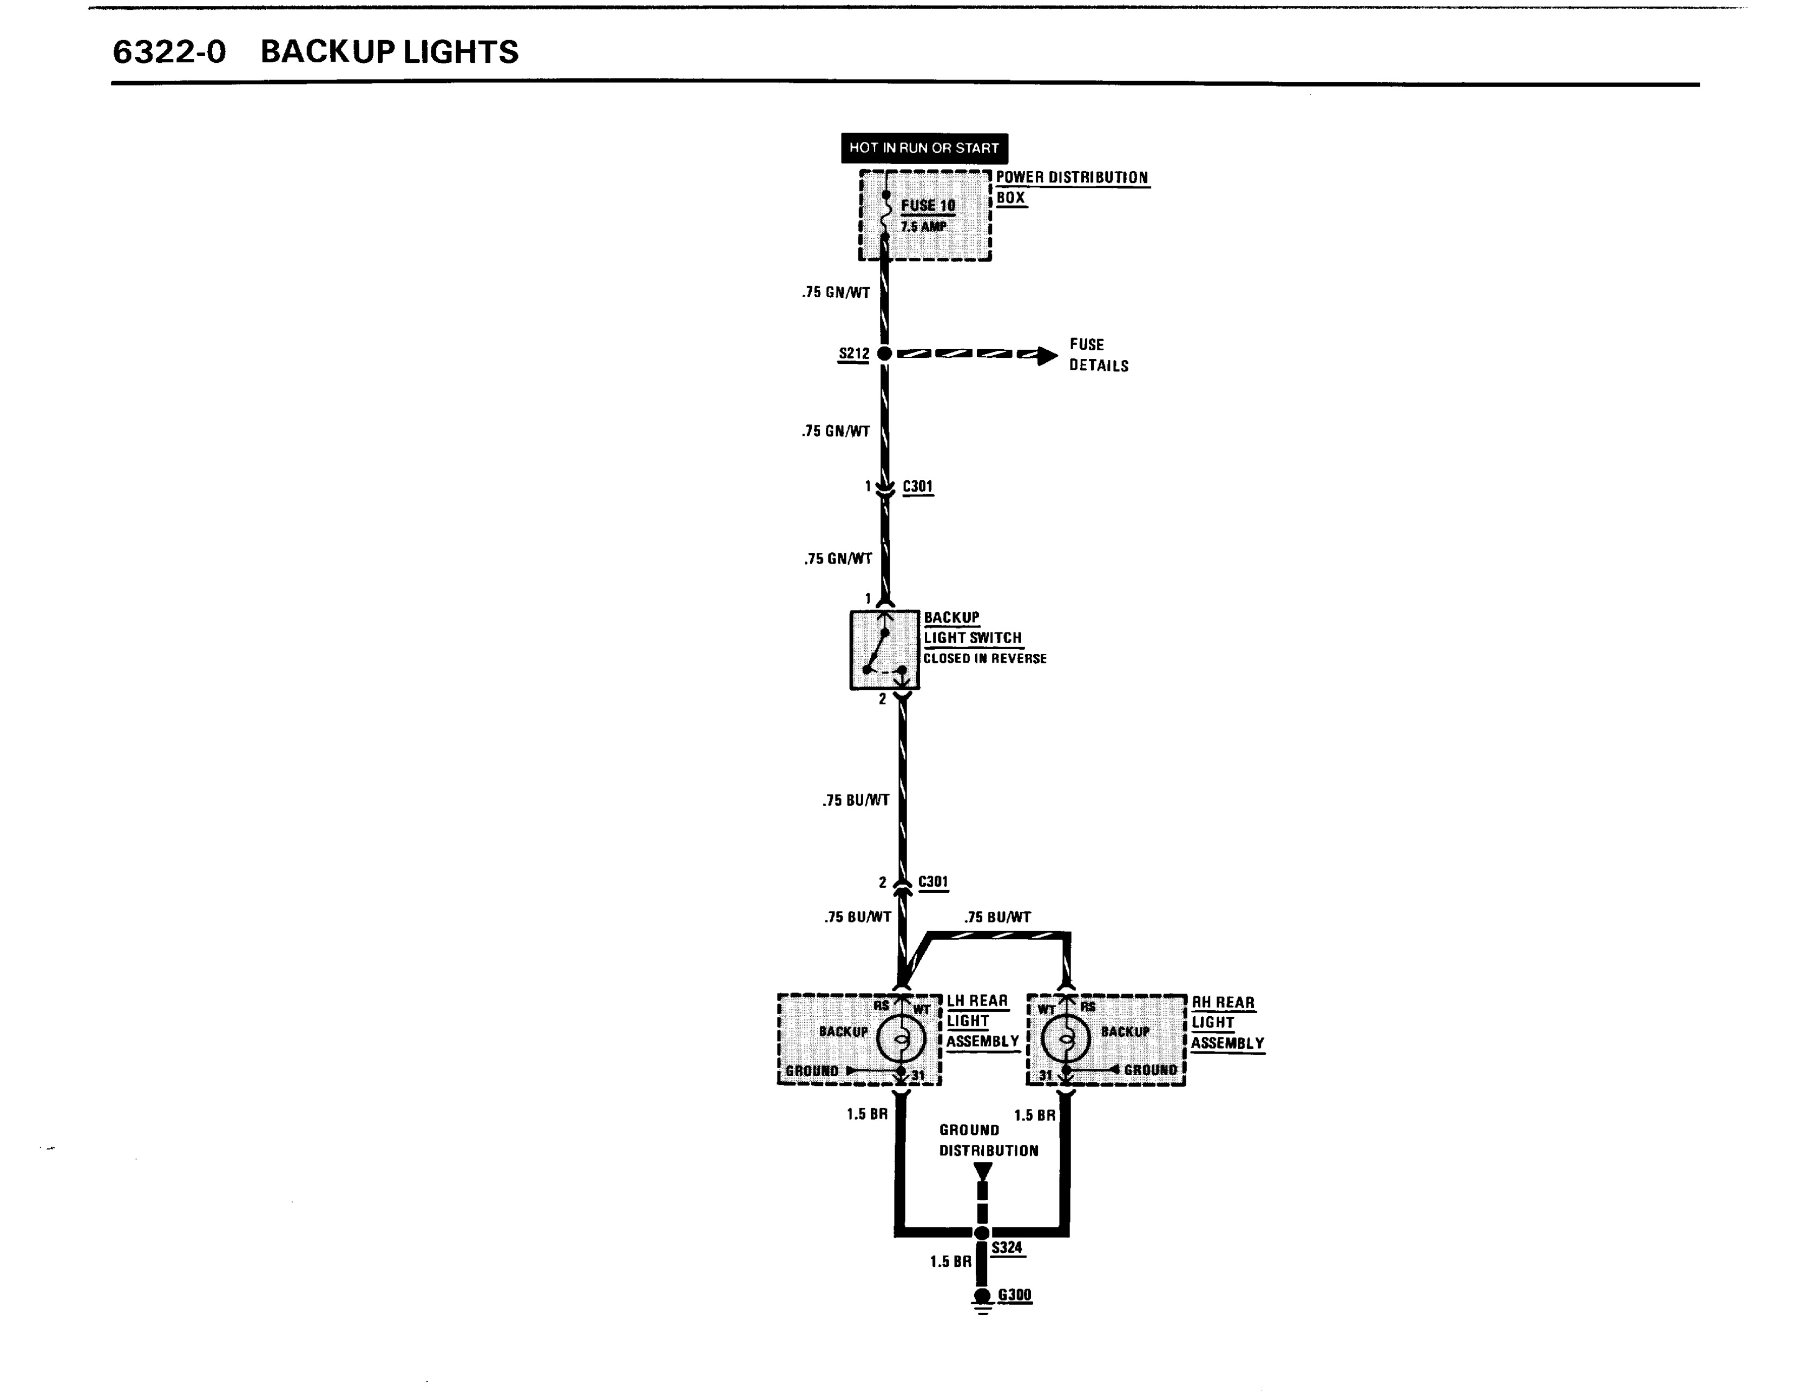 6322-0 BACKUP LIGHTS
HOT IN RUN OR START
POWER DISTRIBUTION
BOX
FUSE 10
7.5 AMP
.75 GN/WT
S212
FUSE
DETAILS
.75 GN/WT
1 C301
.75 GN/WT
1
BACKUP
LIGHT SWITCH
CLOSED IN REVERSE
2
.75 BU/WT
2 C301
.75 BU/WT .75 BU/WT
RS WT
BACKUP
GROUND 31
LH REAR
LIGHT
ASSEMBLY
WT RS
BACKUP
31 GROUND
RH REAR
LIGHT
ASSEMBLY
1.5 BR 1.5 BR
GROUND
DISTRIBUTION
S324
1.5 BR
G300